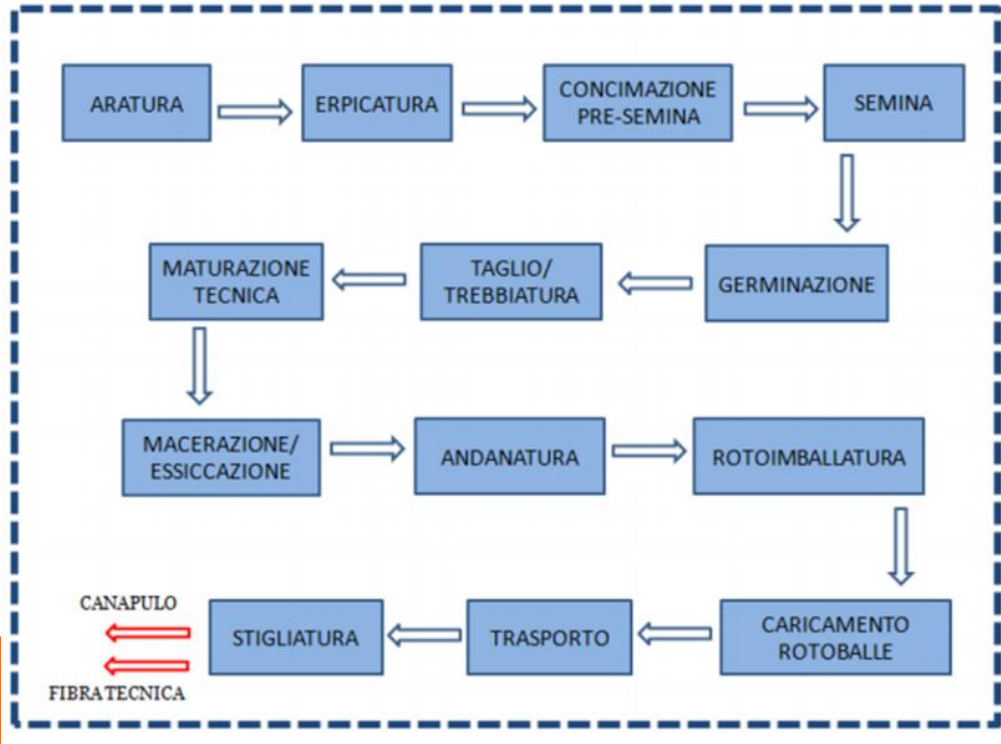 ARATURA
ERPICATURA
CONCIMAZIONE
PRE-SEMINA
SEMINA
GERMINAZIONE
TAGLIO/
TREBBIATURA
MATURAZIONE
TECNICA
MACERAZIONE/
ESSICCAZIONE
ANDANATURA
ROTOIMBALLATURA
CARICAMENTO
ROTOBALLE
TRASPORTO
STIGLIATURA
CANAPULO
FIBRA TECNICA